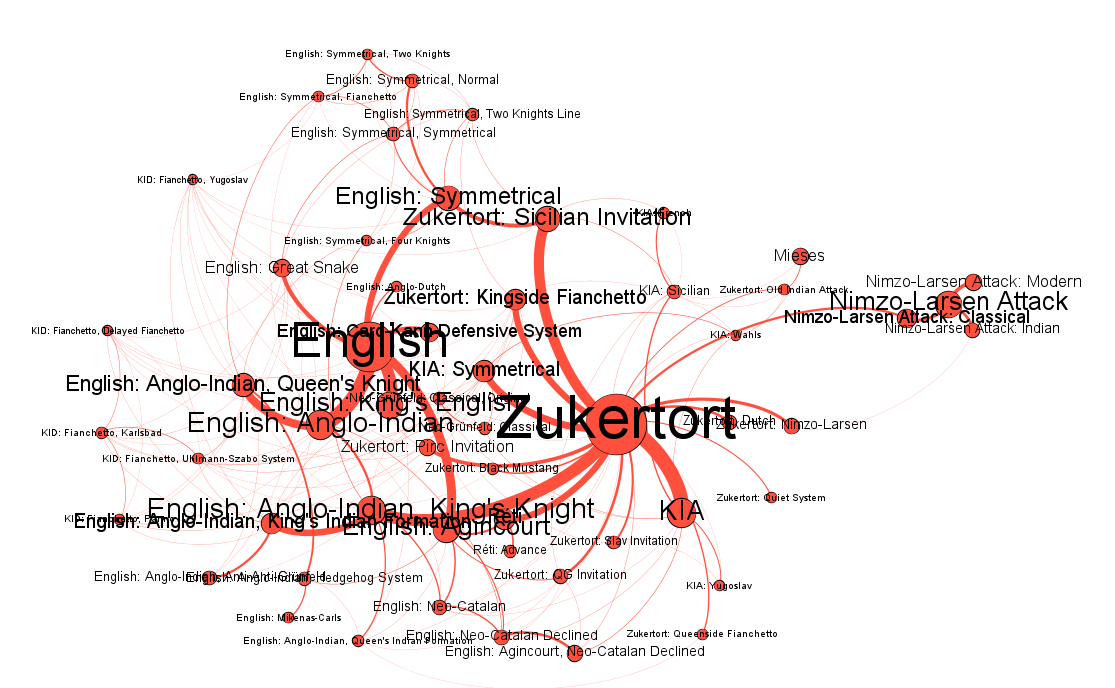 English: Symmetrical, Two Knights
English: Symmetrical, Normal
English: Symmetrical, Fianchetto
English: Symmetrical, Two Knights Line
English: Symmetrical, Symmetrical
KID: Fianchetto, Yugoslav
English: Symmetrical
Zukertort: Sicilian Invitation
KIA: French
English: Symmetrical, Four Knights
Mieses
English: Great Snake
Nimzo-Larsen Attack: Modern
English: Anglo-Dutch
KIA: Sicilian
Zukertort: Old Indian Attack
Zukertort: Kingside Fianchetto
Nimzo-Larsen Attack
Nimzo-Larsen Attack: Classical
Nimzo-Larsen Attack: Indian
KID: Fianchetto, Delayed Fianchetto
English: Caro-Kann Defensive System
KIA: Wahls
English
KIA: Symmetrical
English: Anglo-Indian, Queen's Knight
Neo-Grünfeld: Classical, Original
English: King's English
Zukertort
English: Anglo-Indian
Neo-Grünfeld: Classical
Zukertort: Dutch
Zukertort: Nimzo-Larsen
KID: Fianchetto, Karlsbad
Zukertort: Pirc Invitation
KID: Fianchetto, Uhlmann-Szabo System
Zukertort: Black Mustang
Zukertort: Quiet System
English: Anglo-Indian, King's Knight
KIA
Réti
KID: Fianchetto,
English: Anglo-Indian, King's Indian Formation
English: Agincourt
Zukertort: Slav Invitation
Réti: Advance
Zukertort: QG Invitation
English: Anglo-Indian, Anti-Anti-Grünfeld
English: Anglo-Indian, Hedgehog System
KIA: Yugoslav
English: Neo-Catalan
English: Mikenas-Carls
Zukertort: Queenside Fianchetto
English: Anglo-Indian, Queen's Indian Formation
English: Neo-Catalan Declined
English: Agincourt, Neo-Catalan Declined